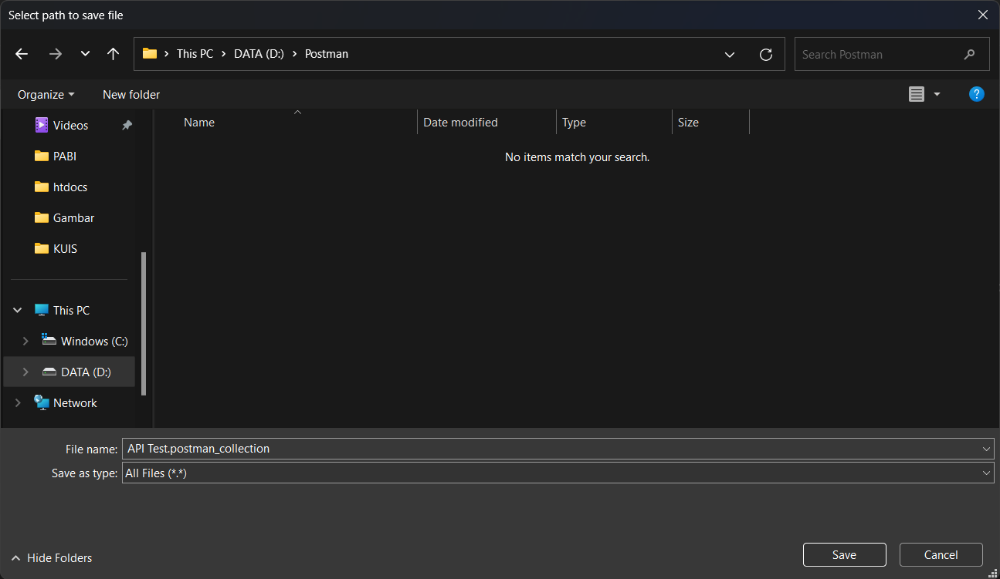 Select path to save file
This PC > DATA (D:) > Postman
Search Postman
Organize
New folder
?
Videos
PABI
htdocs
Gambar
KUIS
This PC
Windows (C:)
DATA (D:)
Network
Name
Date modified
Type
Size
No items match your search.
File name: API Test.postman_collection
Save as type: All Files (*.*)
Hide Folders
Save
Cancel